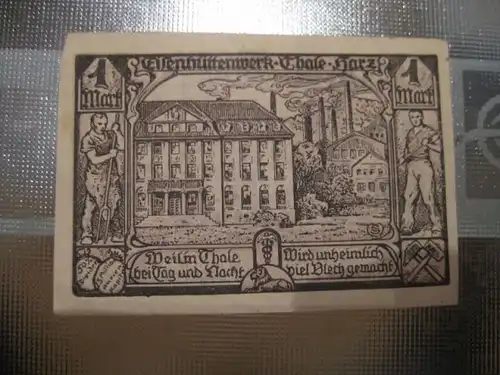 Eisenhüttenwerk · Thale · Harz
1 Mark
1 Mark
Weil in Thale
bei Tag und Nacht
Wird unheimlich
viel Blech gemacht